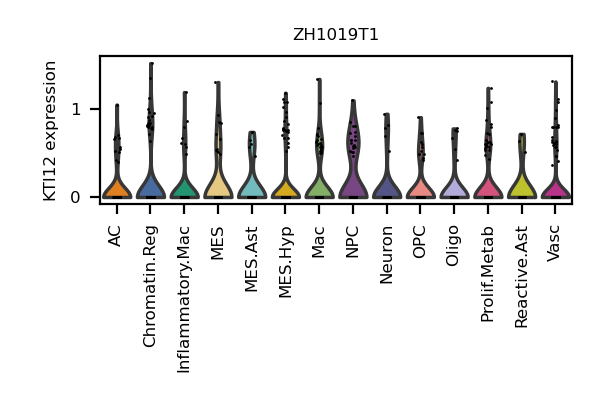 ZH1019T1
KTI12 expression
1
0
AC
Chromatin.Reg
Inflammatory.Mac
MES
MES.Ast
MES.Hyp
Mac
NPC
Neuron
OPC
Oligo
Prolif.Metab
Reactive.Ast
Vasc